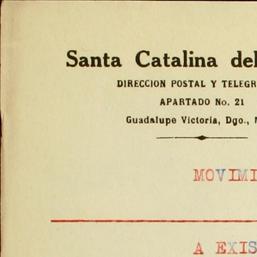 Santa Catalina del
DIRECCION POSTAL Y TELEGR
APARTADO No. 21
Guadalupe Victoria, Dgo.,
MOVIMI
A EXIS